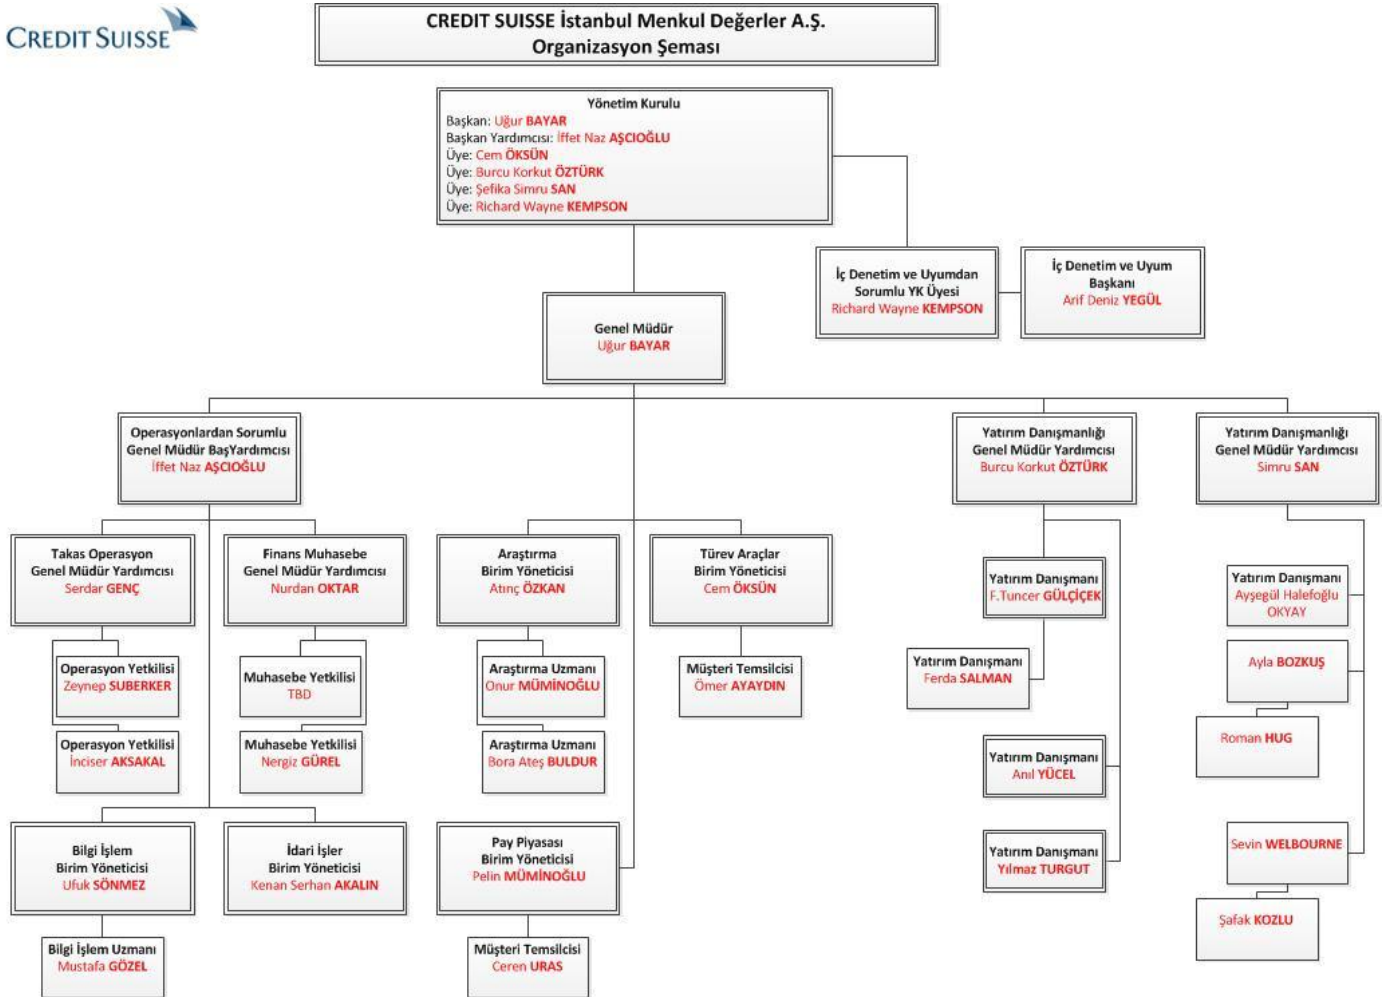 CREDIT SUISSE
CREDIT SUISSE İstanbul Menkul Değerler A.Ş.
Organizasyon Şeması
Yönetim Kurulu
Başkan: Uğur BAYAR
Başkan Yardımcısı: İffet Naz AŞCIOĞLU
Üye: Cem ÖKSÜN
Üye: Burcu Korkut ÖZTÜRK
Üye: Şefika Simru SAN
Üye: Richard Wayne KEMPSON
İç Denetim ve Uyumdan
Sorumlu YK Üyesi
Richard Wayne KEMPSON
İç Denetim ve Uyum
Başkanı
Arif Deniz YEGÜL
Genel Müdür
Uğur BAYAR
Operasyonlardan Sorumlu
Genel Müdür BaşYardımcısı
İffet Naz AŞCIOĞLU
Yatırım Danışmanlığı
Genel Müdür Yardımcısı
Burcu Korkut ÖZTÜRK
Yatırım Danışmanlığı
Genel Müdür Yardımcısı
Simru SAN
Takas Operasyon
Genel Müdür Yardımcısı
Serdar GENÇ
Finans Muhasebe
Genel Müdür Yardımcısı
Nurdan OKTAR
Araştırma
Birim Yöneticisi
Atınç ÖZKAN
Türev Araçlar
Birim Yöneticisi
Cem ÖKSÜN
Yatırım Danışmanı
F.Tuncer GÜLÇİÇEK
Yatırım Danışmanı
Ayşegül Halefoğlu
OKYAY
Operasyon Yetkilisi
Zeynep SUBERKER
Muhasebe Yetkilisi
TBD
Araştırma Uzmanı
Onur MÜMİNOĞLU
Müşteri Temsilcisi
Ömer AYAYDIN
Yatırım Danışmanı
Ferda SALMAN
Ayla BOZKUŞ
Operasyon Yetkilisi
İnciser AKSAKAL
Muhasebe Yetkilisi
Nergiz GÜREL
Araştırma Uzmanı
Bora Ateş BULDUR
Yatırım Danışmanı
Anıl YÜCEL
Roman HUG
Bilgi İşlem
Birim Yöneticisi
Ufuk SÖNMEZ
İdari İşler
Birim Yöneticisi
Kenan Serhan AKALIN
Pay Piyasası
Birim Yöneticisi
Pelin MÜMİNOĞLU
Yatırım Danışmanı
Yılmaz TURGUT
Sevin WELBOURNE
Şafak KOZLU
Bilgi İşlem Uzmanı
Mustafa GÖZEL
Müşteri Temsilcisi
Ceren URAS